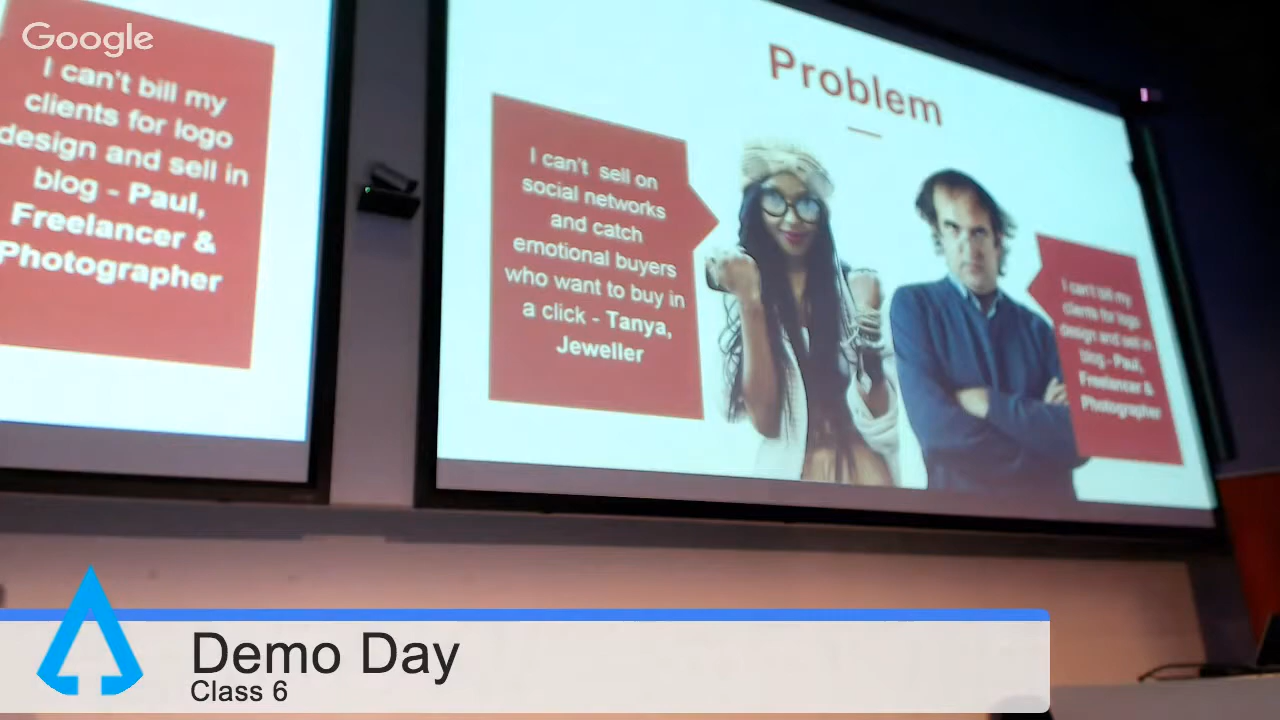 Google
I can't bill my
clients for logo
design and sell in
blog - Paul,
Freelancer &
Photographer
Problem
I can't sell on
social networks
and catch
emotional buyers
who want to buy in
a click - Tanya,
Jeweller
I can't bill my
clients for logo
design and sell in
blog - Paul,
Freelancer &
Photographer
Demo Day
Class 6